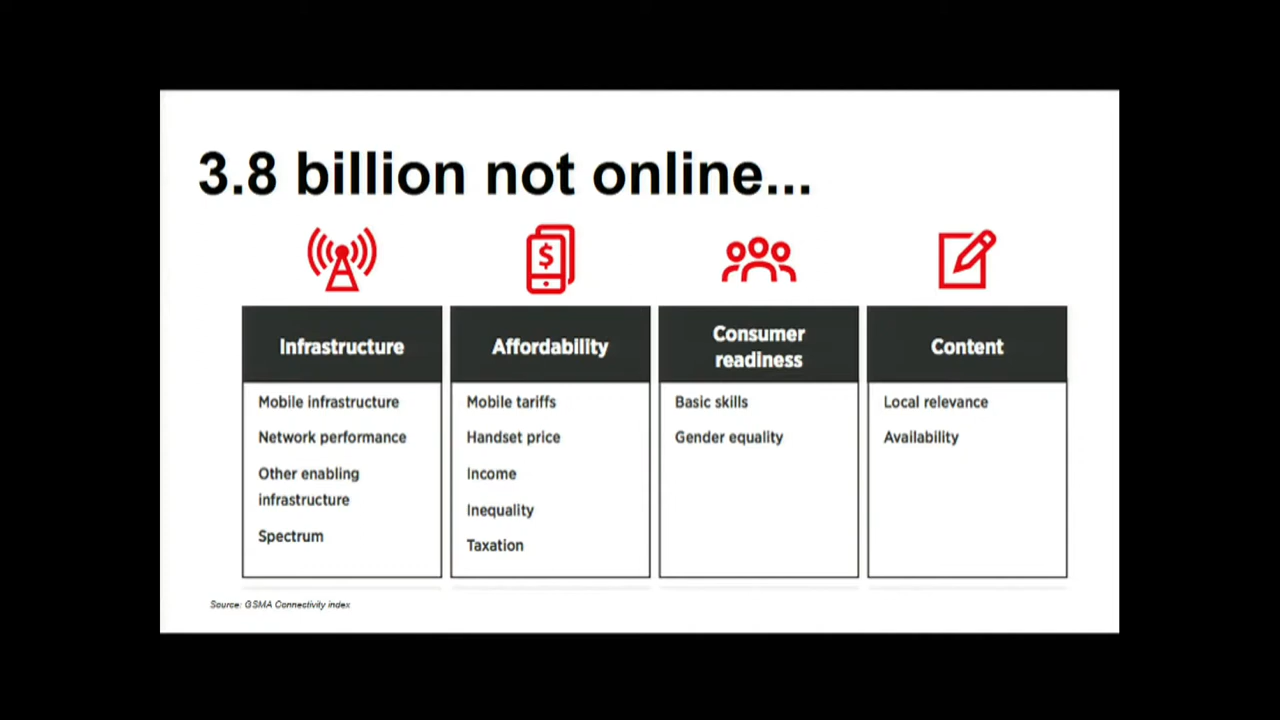 3.8 billion not online...
$
Infrastructure
Mobile infrastructure
Network performance
Other enabling
infrastructure
Spectrum
Affordability
Mobile tariffs
Handset price
Income
Inequality
Taxation
Consumer
readiness
Basic skills
Gender equality
Content
Local relevance
Availability
Source: GSMA Connectivity index